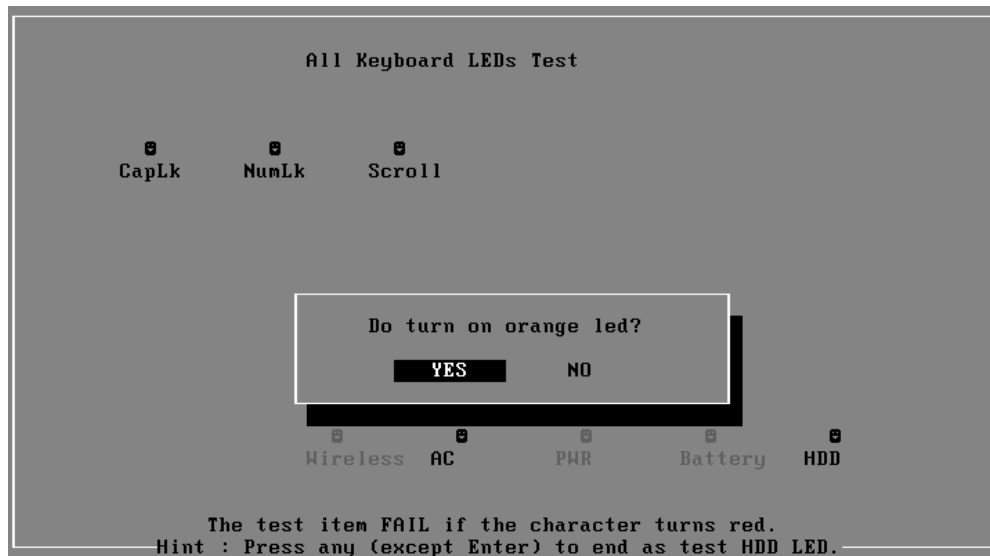 All Keyboard LEDs Test
CapLk NumLk Scroll
Do turn on orange led?
YES NO
Wireless AC PWR Battery HDD
The test item FAIL if the character turns red.
Hint : Press any (except Enter) to end as test HDD LED.